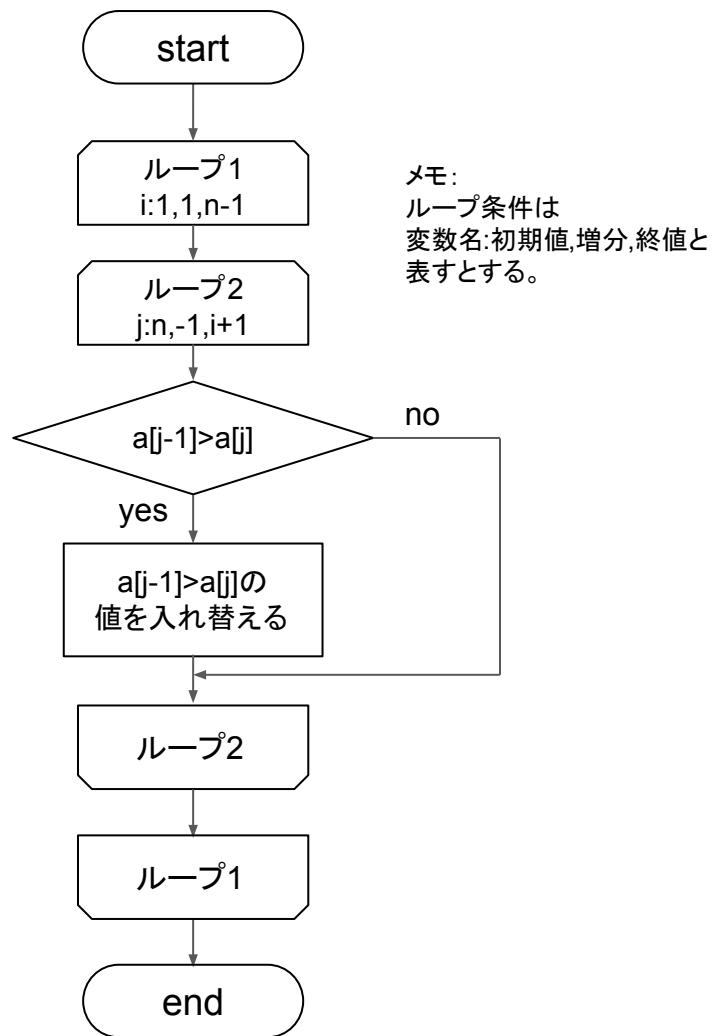 start
ループ1
i:1,1,n-1
メモ:
ループ条件は
変数名:初期値,増分,終値と
表すとする。
ループ2
j:n,-1,i+1
a[j-1]>a[j]
no
yes
a[j-1]>a[j]の
値を入れ替える
ループ2
ループ1
end